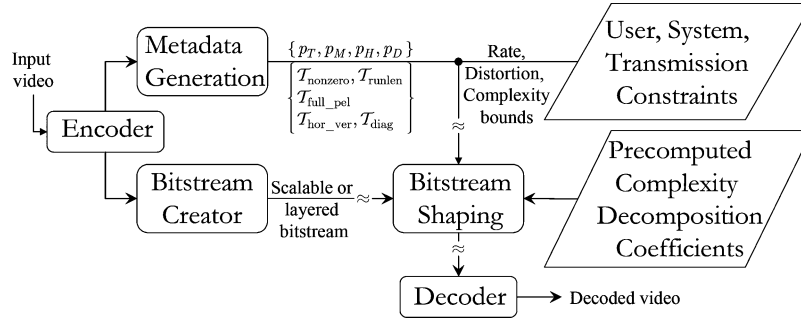 Input
video
Encoder
Metadata
Generation
{p_T, p_M, p_H, p_D}
T_nonzero, T_runlen
T_full_pel
T_hor_ver, T_diag
Rate,
Distortion,
Complexity
bounds
User, System,
Transmission
Constraints
Bitstream
Creator
Scalable or
layered
bitstream
≈
≈
Bitstream
Shaping
≈
Precomputed
Complexity
Decomposition
Coefficients
Decoder
Decoded video